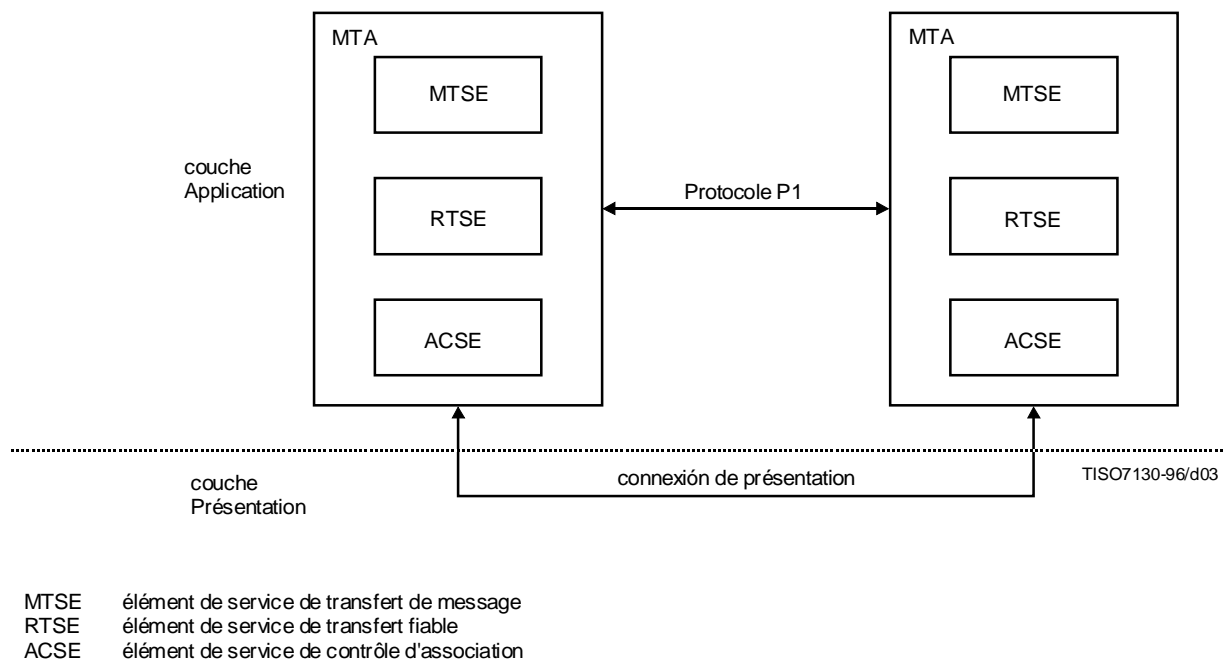 MTA
MTA
MTSE
MTSE
couche
Application
Protocole P1
RTSE
RTSE
ACSE
ACSE
connexión de présentation
TISO7130-96/d03
couche
Présentation
MTSE élément de service de transfert de message
RTSE élément de service de transfert fiable
ACSE élément de service de contrôle d'association